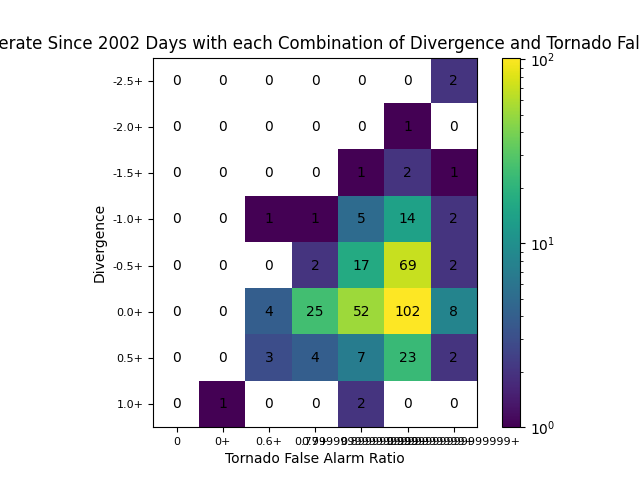 erate Since 2002 Days with each Combination of Divergence and Tornado Fal
-2.5+ 0 0 0 0 0 0 2
-2.0+ 0 0 0 0 0 1 0
-1.5+ 0 0 0 0 1 2 1
-1.0+ 0 0 1 1 5 14 2
-0.5+ 0 0 0 2 17 69 2
0.0+ 0 0 4 25 52 102 8
0.5+ 0 0 3 4 7 23 2
1.0+ 0 1 0 0 2 0 0
0 0+ 0.6+
Tornado False Alarm Ratio
Divergence
10²
10¹
10⁰